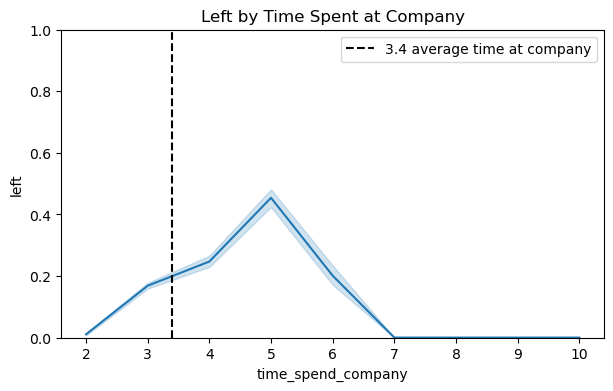 Left by Time Spent at Company
3.4 average time at company
1.0
0.8
0.6
0.4
0.2
0.0
left
2 3 4 5 6 7 8 9 10
time_spend_company